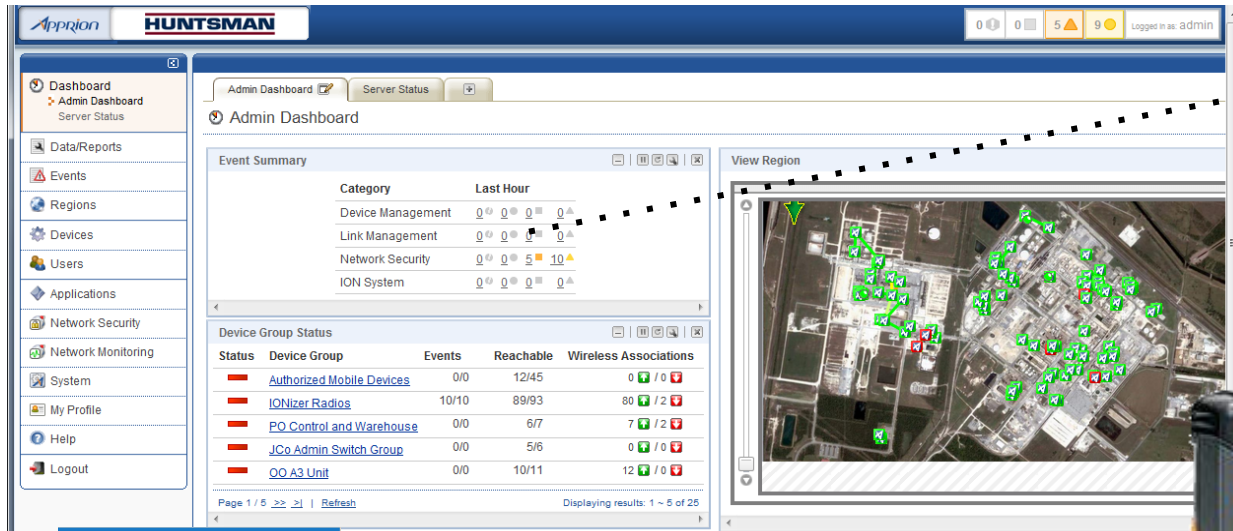 Apprion HUNTSMAN 0 0 5 9 Logged in as: admin
Dashboard
Admin Dashboard
Server Status
Data/Reports
Events
Regions
Devices
Users
Applications
Network Security
Network Monitoring
System
My Profile
Help
Logout
Admin Dashboard Server Status
Admin Dashboard
Event Summary
Category Last Hour
Device Management 0 0 0 0
Link Management 0 0 0 0
Network Security 0 0 5 10
ION System 0 0 0 0
Device Group Status
Status Device Group Events Reachable Wireless Associations
Authorized Mobile Devices 0/0 12/45 0 / 0
IONizer Radios 10/10 89/93 80 / 2
PO Control and Warehouse 0/0 6/7 7 / 2
JCo Admin Switch Group 0/0 5/6 0 / 0
OO A3 Unit 0/0 10/11 12 / 0
Page 1 / 5 >> >| | Refresh Displaying results: 1 ~ 5 of 25
View Region